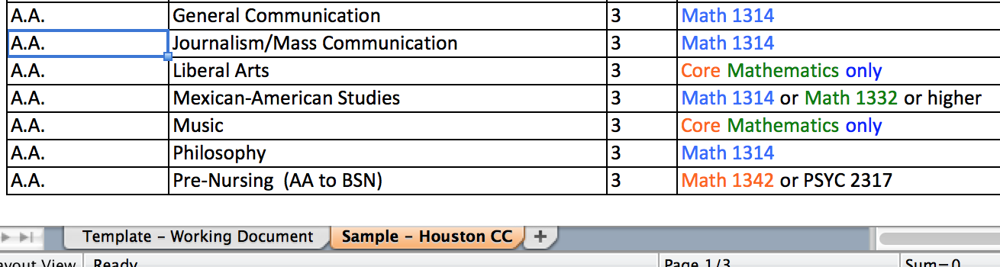 A.A. General Communication 3 Math 1314
A.A. Journalism/Mass Communication 3 Math 1314
A.A. Liberal Arts 3 Core Mathematics only
A.A. Mexican-American Studies 3 Math 1314 or Math 1332 or higher
A.A. Music 3 Core Mathematics only
A.A. Philosophy 3 Math 1314
A.A. Pre-Nursing (AA to BSN) 3 Math 1342 or PSYC 2317
Template - Working Document Sample - Houston CC +
ayout View Ready Page 1/3 Sum=0